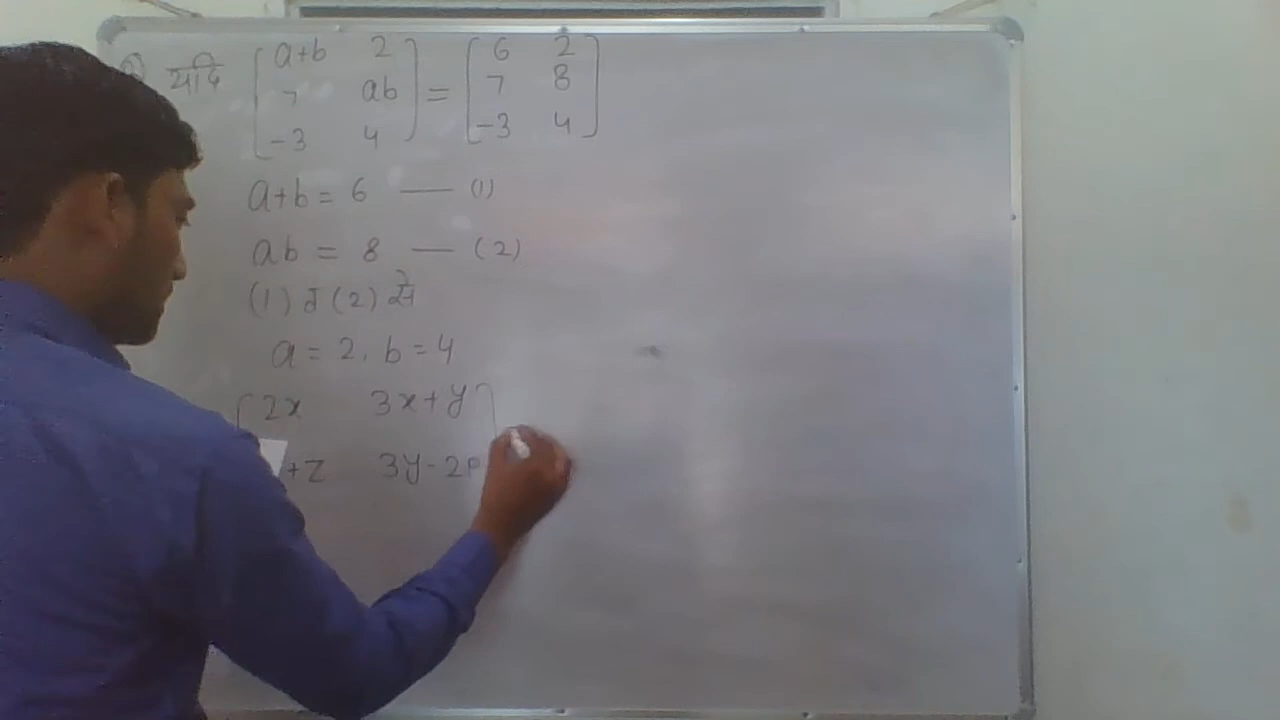 यदि [a+b 2] = [6 2]
[7 ab] [7 8]
[-3 4] [-3 4]
a+b = 6 — (1)
ab = 8 — (2)
(1) व (2) से
a = 2, b = 4
[2x 3x+y]
+z 3y-2p